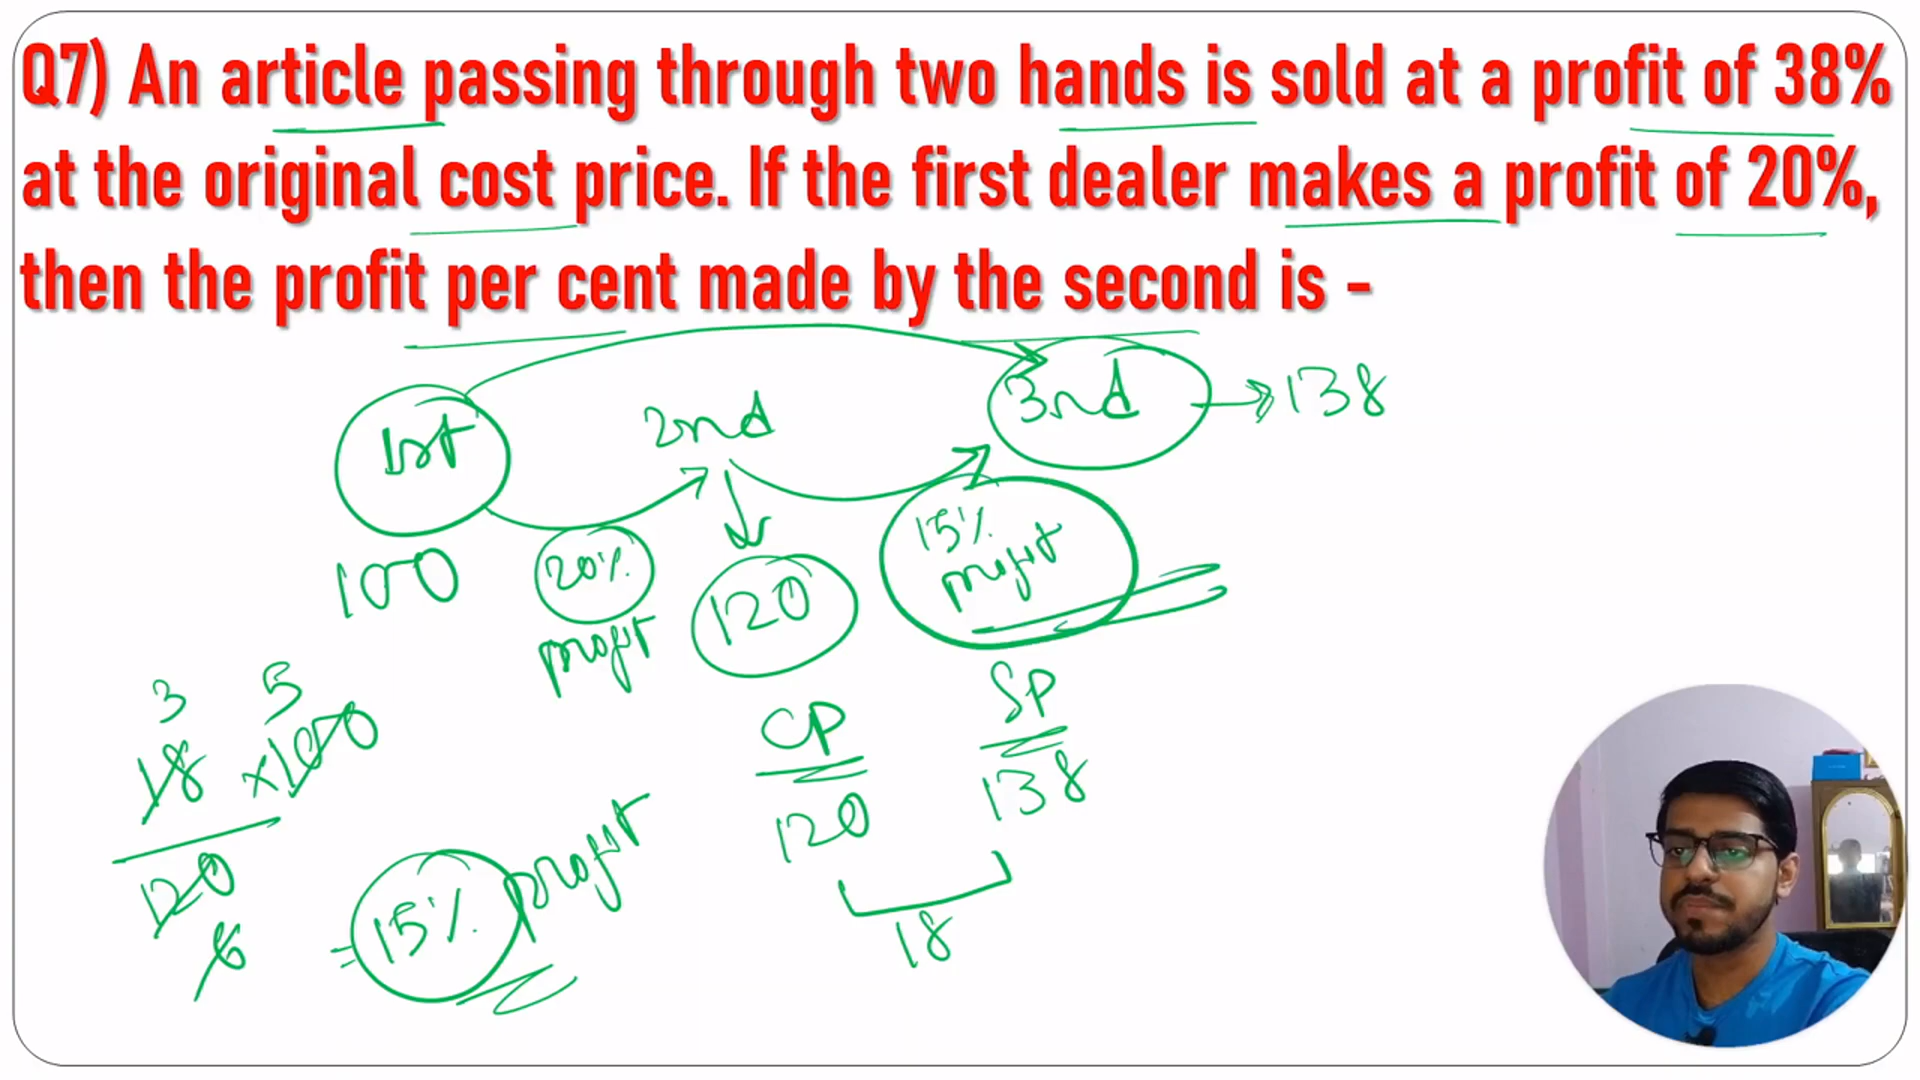 Q7) An article passing through two hands is sold at a profit of 38%
at the original cost price. If the first dealer makes a profit of 20%,
then the profit per cent made by the second is -
1st
2nd
3nd
138
100
20%
profit
120
15%
profit
3 5
18 ×100
120
6
= 15% profit
CP SP
120 138
18